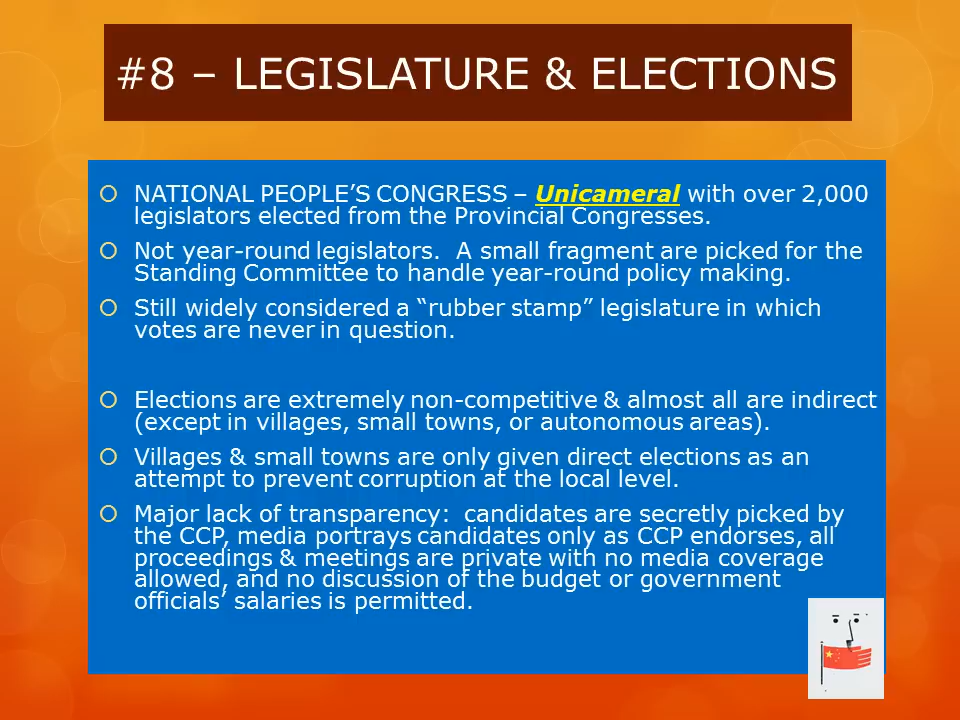 #8 – LEGISLATURE & ELECTIONS
NATIONAL PEOPLE’S CONGRESS – Unicameral with over 2,000
legislators elected from the Provincial Congresses.
Not year-round legislators.  A small fragment are picked for the
Standing Committee to handle year-round policy making.
Still widely considered a “rubber stamp” legislature in which
votes are never in question.
Elections are extremely non-competitive & almost all are indirect
(except in villages, small towns, or autonomous areas).
Villages & small towns are only given direct elections as an
attempt to prevent corruption at the local level.
Major lack of transparency:  candidates are secretly picked by
the CCP, media portrays candidates only as CCP endorses, all
proceedings & meetings are private with no media coverage
allowed, and no discussion of the budget or government
officials’ salaries is permitted.